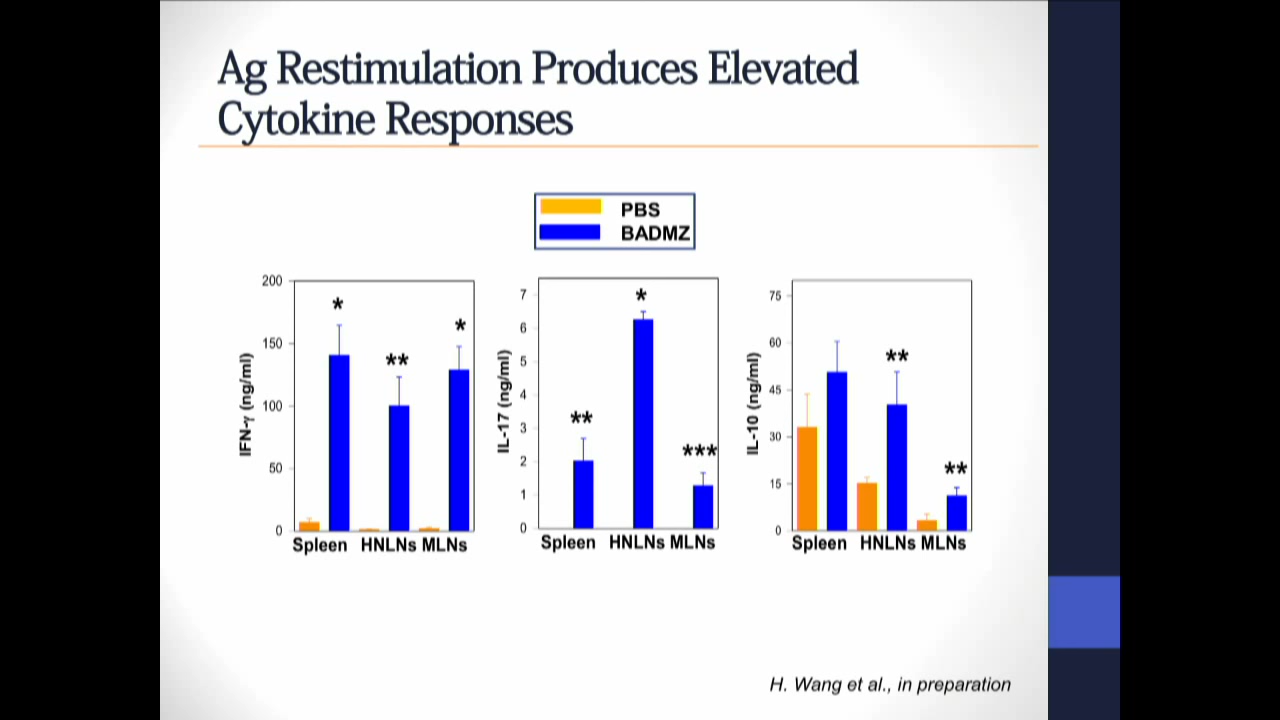 Ag Restimulation Produces Elevated
Cytokine Responses
PBS
BADMZ
200
150
100
50
0
IFN-γ (ng/ml)
*
**
*
Spleen HNLNs MLNs
7
6
5
4
3
2
1
0
IL-17 (ng/ml)
**
*
***
Spleen HNLNs MLNs
75
60
45
30
15
0
IL-10 (ng/ml)
**
**
Spleen HNLNs MLNs
H. Wang et al., in preparation